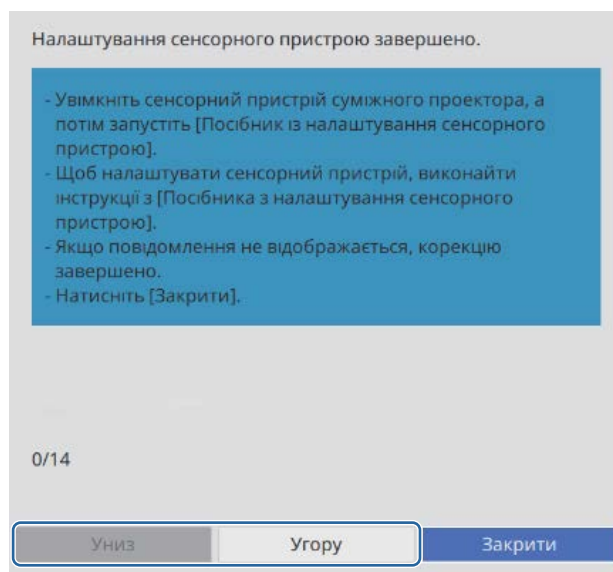 Налаштування сенсорного пристрою завершено.
- Увімкніть сенсорний пристрій суміжного проектора, а
потім запустіть [Посібник із налаштування сенсорного
пристрою].
- Щоб налаштувати сенсорний пристрій, виконайти
інструкції з [Посібника з налаштування сенсорного
пристрою].
- Якщо повідомлення не відображається, корекцію
завершено.
- Натисніть [Закрити].
0/14
Униз Угору Закрити